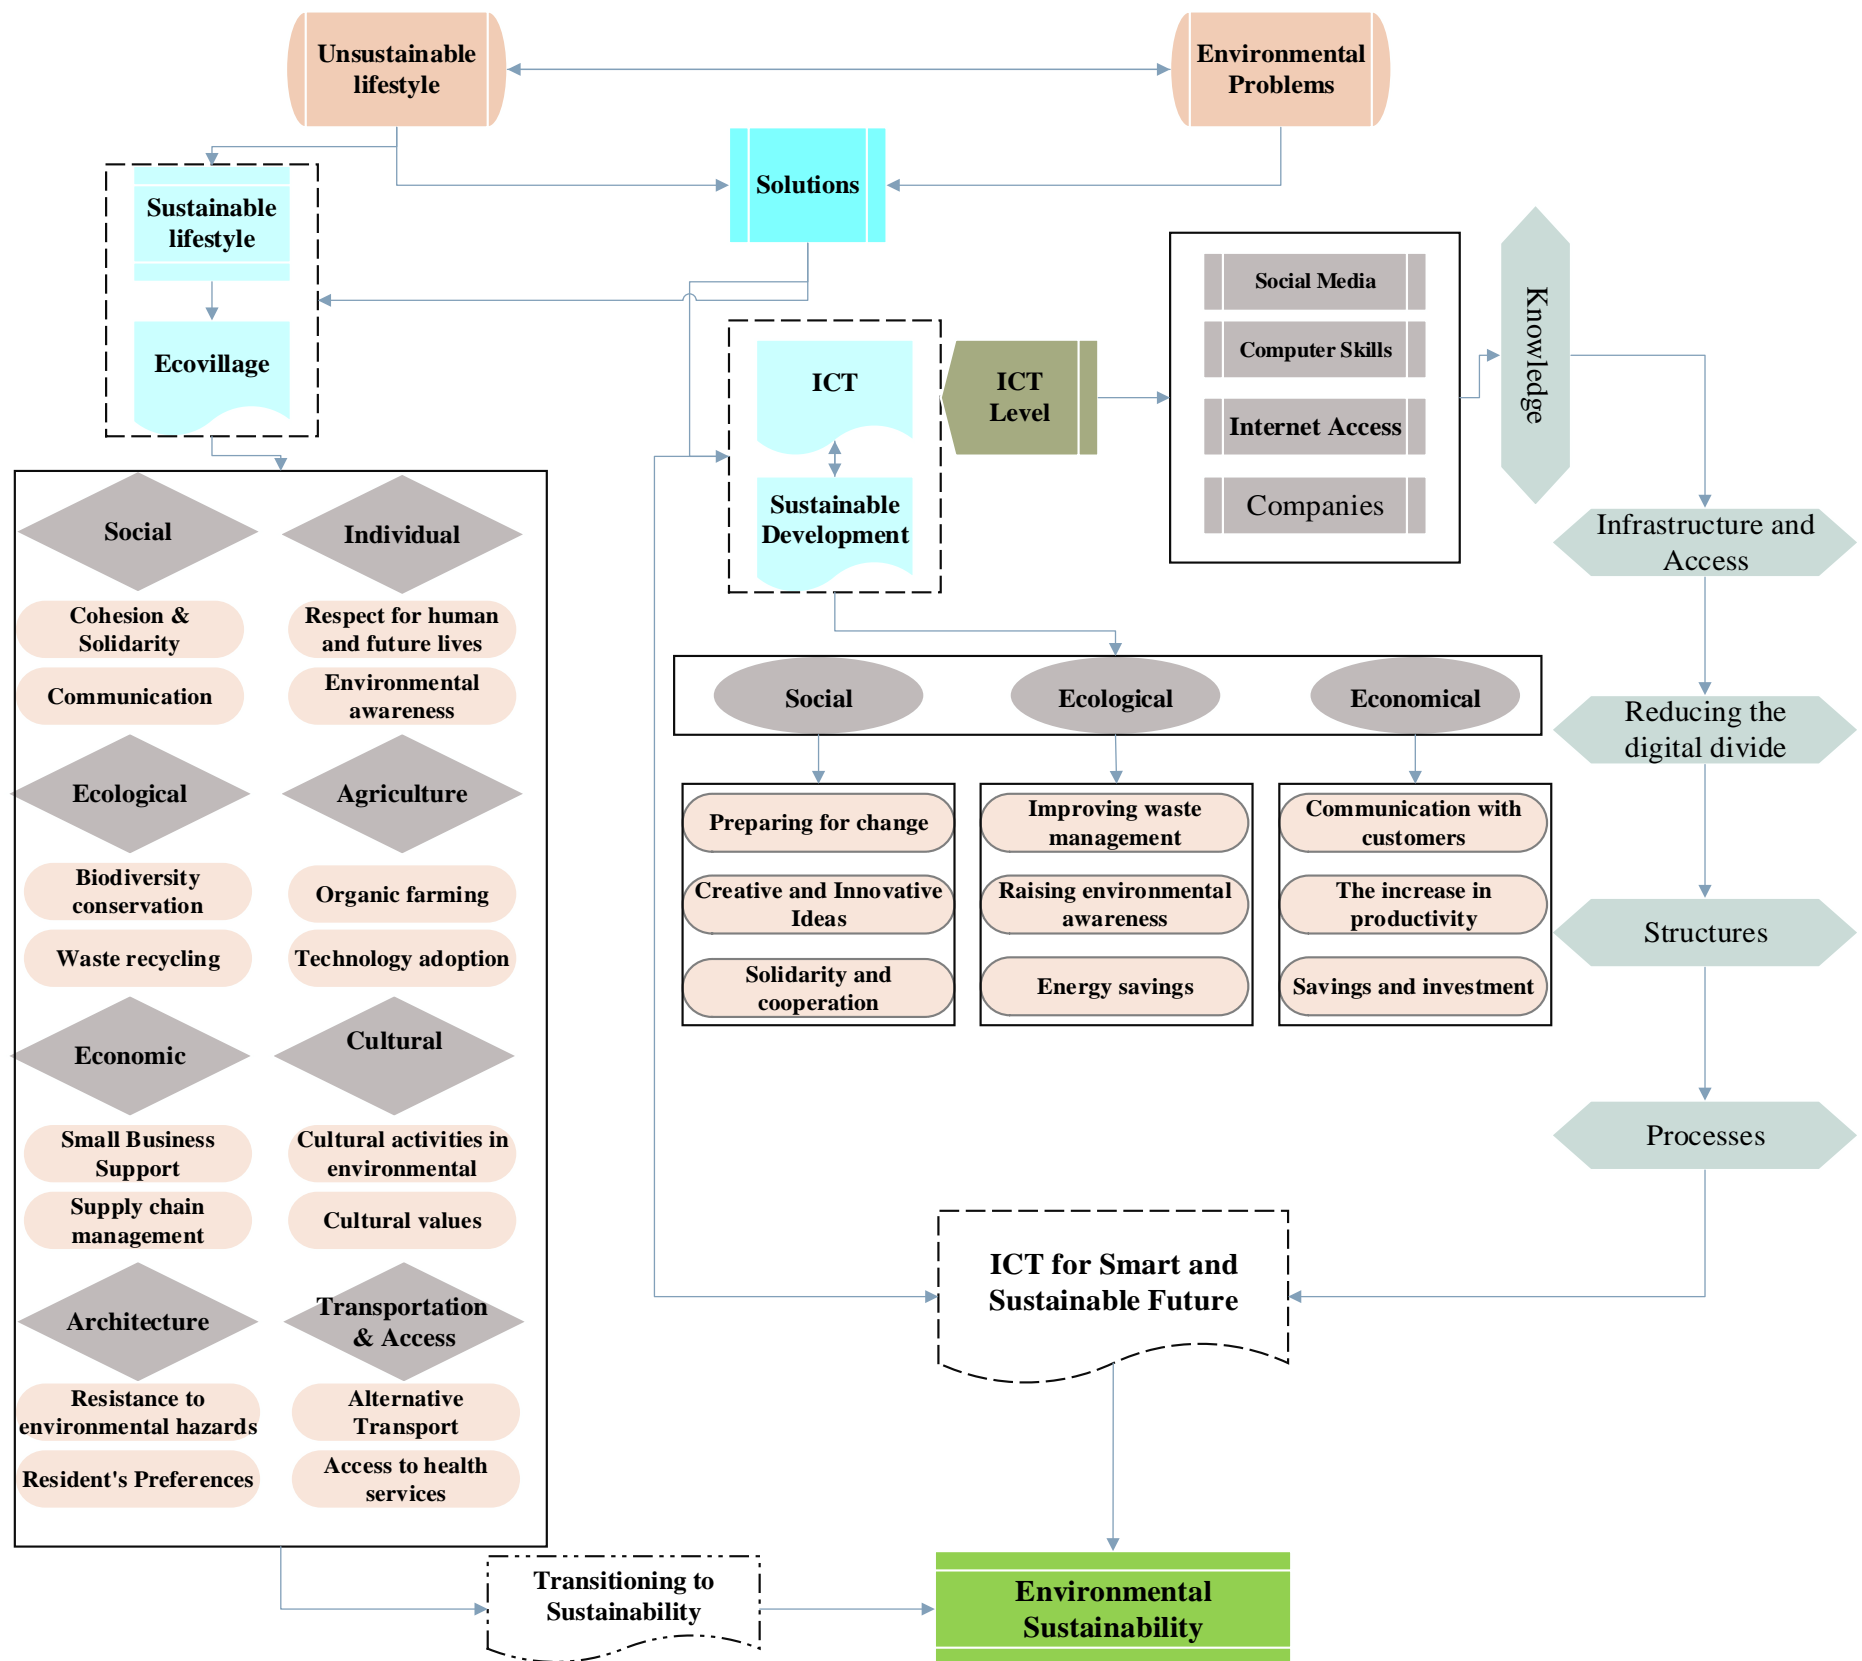 Unsustainable
lifestyle
Environmental
Problems
Solutions
Sustainable
lifestyle
Ecovillage
ICT
Sustainable
Development
ICT
Level
Social Media
Computer Skills
Internet Access
Companies
Knowledge
Infrastructure and
Access
Reducing the
digital divide
Structures
Processes
Social
Individual
Cohesion &
Solidarity
Respect for human
and future lives
Communication
Environmental
awareness
Ecological
Agriculture
Biodiversity
conservation
Organic farming
Waste recycling
Technology adoption
Economic
Cultural
Small Business
Support
Cultural activities in
environmental
Supply chain
management
Cultural values
Architecture
Transportation
& Access
Resistance to
environmental hazards
Alternative
Transport
Resident's Preferences
Access to health
services
Social
Ecological
Economical
Preparing for change
Creative and Innovative
Ideas
Solidarity and
cooperation
Improving waste
management
Raising environmental
awareness
Energy savings
Communication with
customers
The increase in
productivity
Savings and investment
ICT for Smart and
Sustainable Future
Transitioning to
Sustainability
Environmental
Sustainability